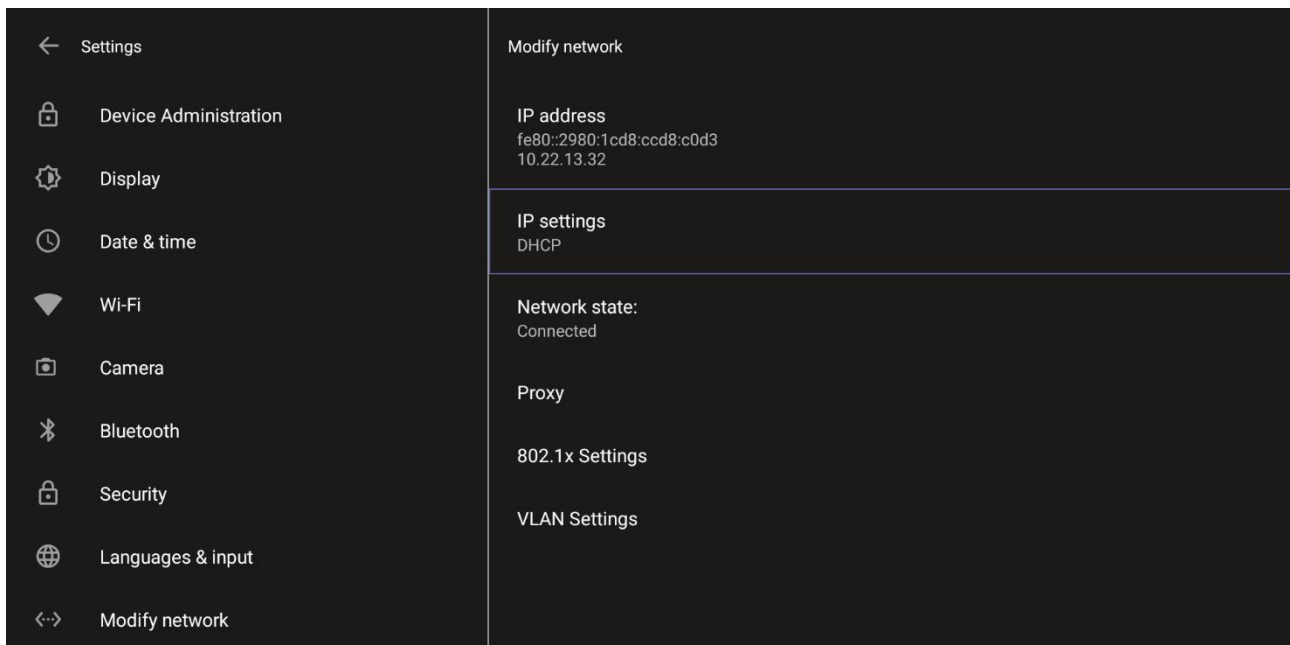 Settings
Device Administration
Display
Date & time
Wi-Fi
Camera
Bluetooth
Security
Languages & input
Modify network
Modify network
IP address
fe80::2980:1cd8:ccd8:c0d3
10.22.13.32
IP settings
DHCP
Network state:
Connected
Proxy
802.1x Settings
VLAN Settings